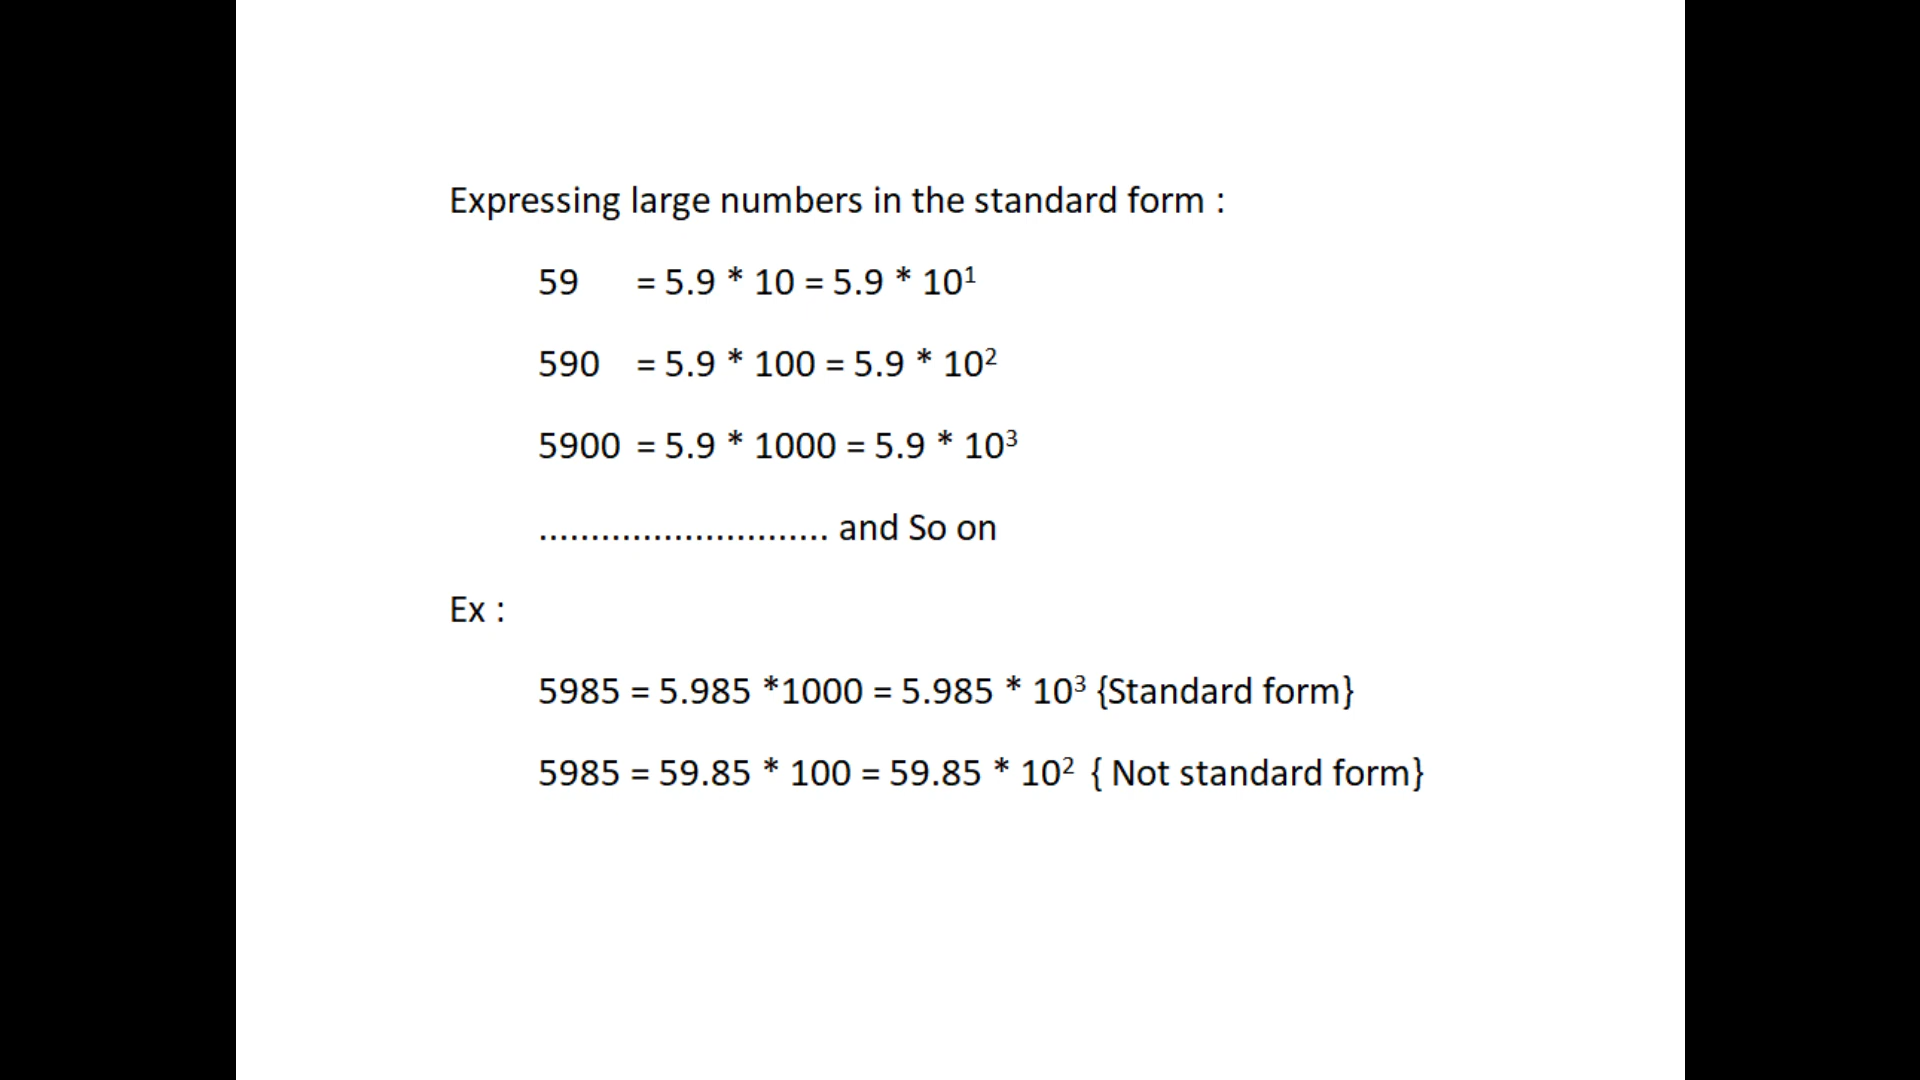 Expressing large numbers in the standard form :
59 = 5.9 * 10 = 5.9 * 10¹
590 = 5.9 * 100 = 5.9 * 10²
5900 = 5.9 * 1000 = 5.9 * 10³
............................ and So on
Ex :
5985 = 5.985 *1000 = 5.985 * 10³ {Standard form}
5985 = 59.85 * 100 = 59.85 * 10² { Not standard form}